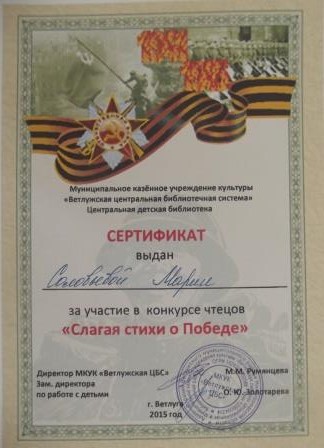 Муниципальное казённое учреждение культуры
«Ветлужская центральная библиотечная система»
Центральная детская библиотека
СЕРТИФИКАТ
выдан
Соловьевой Марие
за участие в конкурсе чтецов
«Слагая стихи о Победе»
Директор МКУК «Ветлужская ЦБС» М.М. Румянцева
Зам. директора
по работе с детьми О. Ю. Золотарева
г. Ветлуга
2015 год